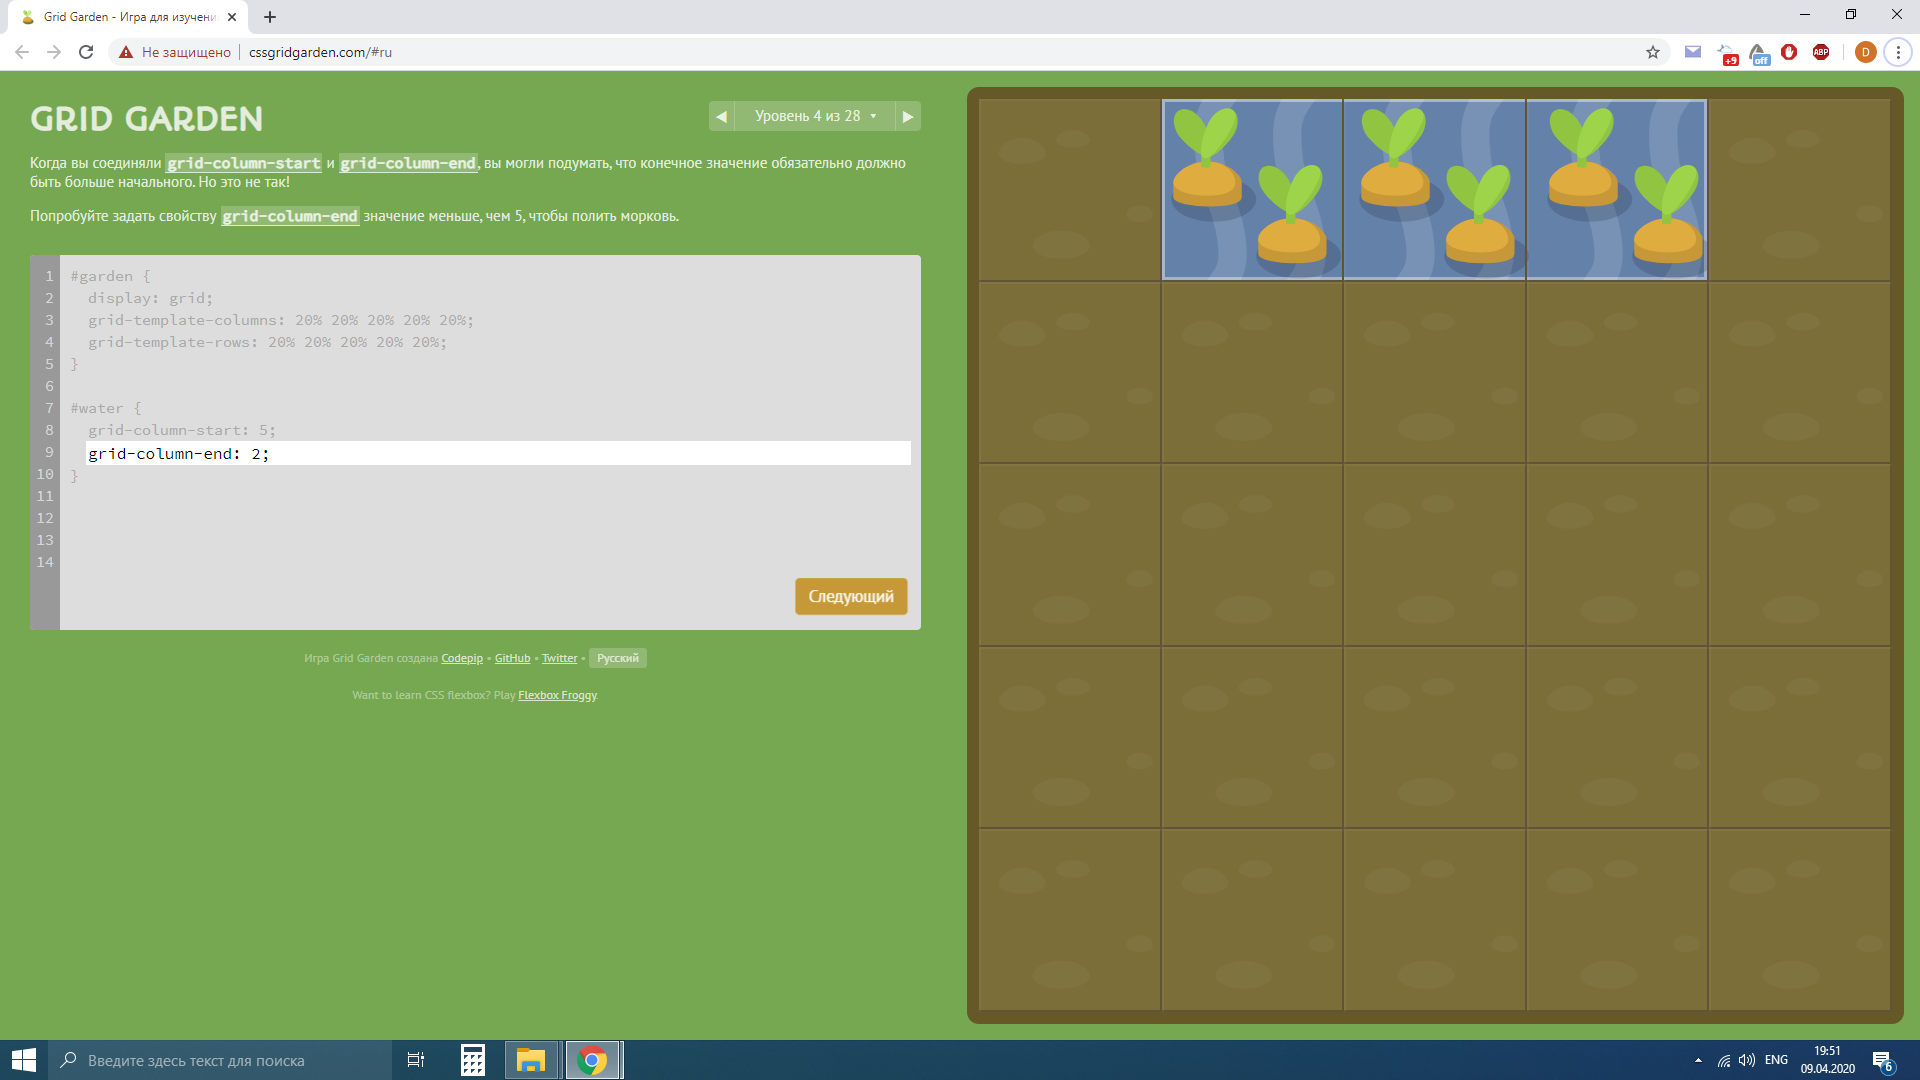 Grid Garden - Игра для изучени
Не защищено
cssgridgarden.com/#ru
+9
off
ABP
D
GRID GARDEN
Уровень 4 из 28
Когда вы соединяли grid-column-start и grid-column-end, вы могли подумать, что конечное значение обязательно должно
быть больше начального. Но это не так!
Попробуйте задать свойству grid-column-end значение меньше, чем 5, чтобы полить морковь.
1 #garden {
2 display: grid;
3 grid-template-columns: 20% 20% 20% 20% 20%;
4 grid-template-rows: 20% 20% 20% 20% 20%;
5 }
6
7 #water {
8 grid-column-start: 5;
9 grid-column-end: 2;
10 }
11
12
13
14
Следующий
Игра Grid Garden создана Codepip • GitHub • Twitter • Русский
Want to learn CSS flexbox? Play Flexbox Froggy.
Введите здесь текст для поиска
ENG
19:51
09.04.2020
6